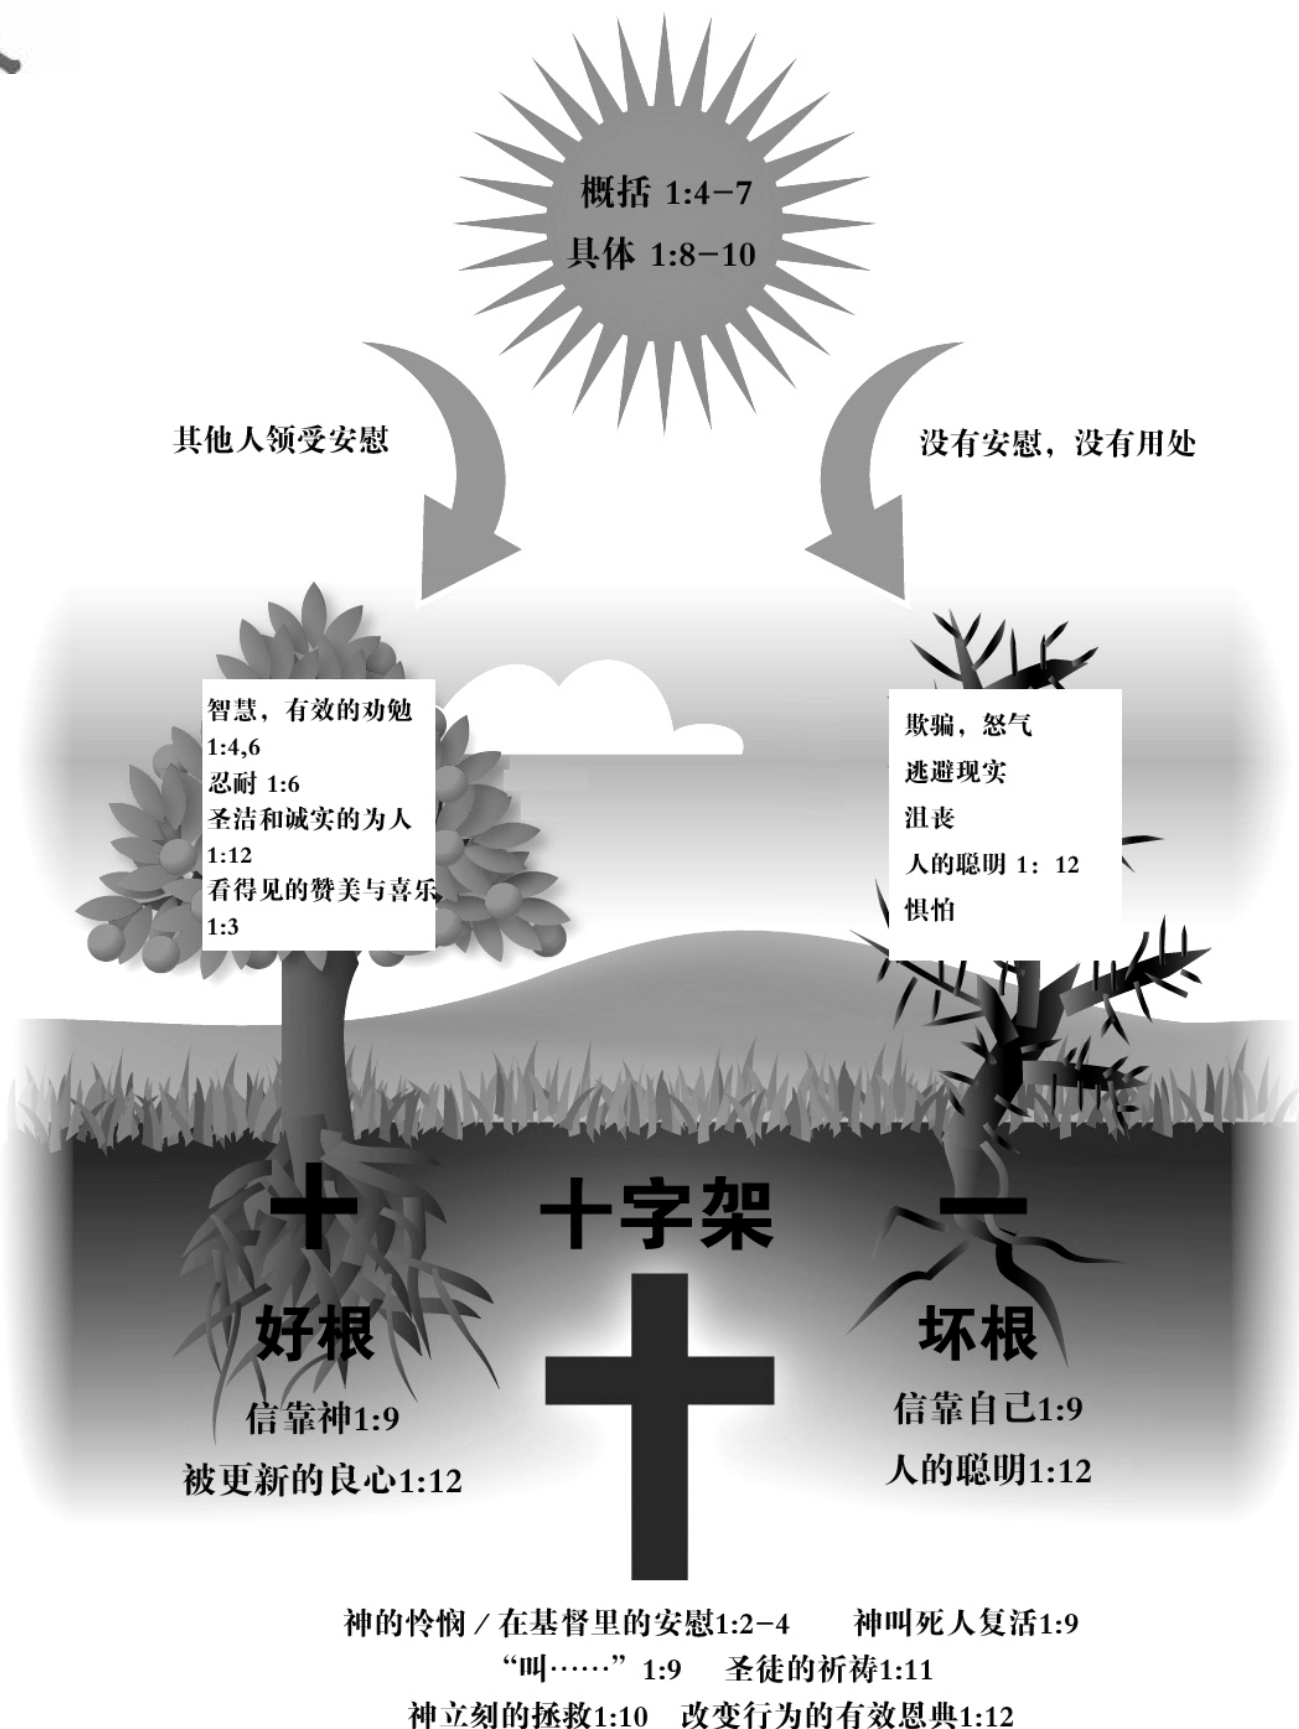 概括 1:4-7
具体 1:8-10
其他人领受安慰
没有安慰，没有用处
智慧，有效的劝勉
1:4,6
忍耐 1:6
圣洁和诚实的为人
1:12
看得见的赞美与喜乐
1:3
欺骗，怒气
逃避现实
沮丧
人的聪明 1：12
惧怕
十字架
好根
信靠神1:9
被更新的良心1:12
坏根
信靠自己1:9
人的聪明1:12
神的怜悯 / 在基督里的安慰1:2-4 神叫死人复活1:9
“叫……”1:9 圣徒的祈祷1:11
神立刻的拯救1:10 改变行为的有效恩典1:12